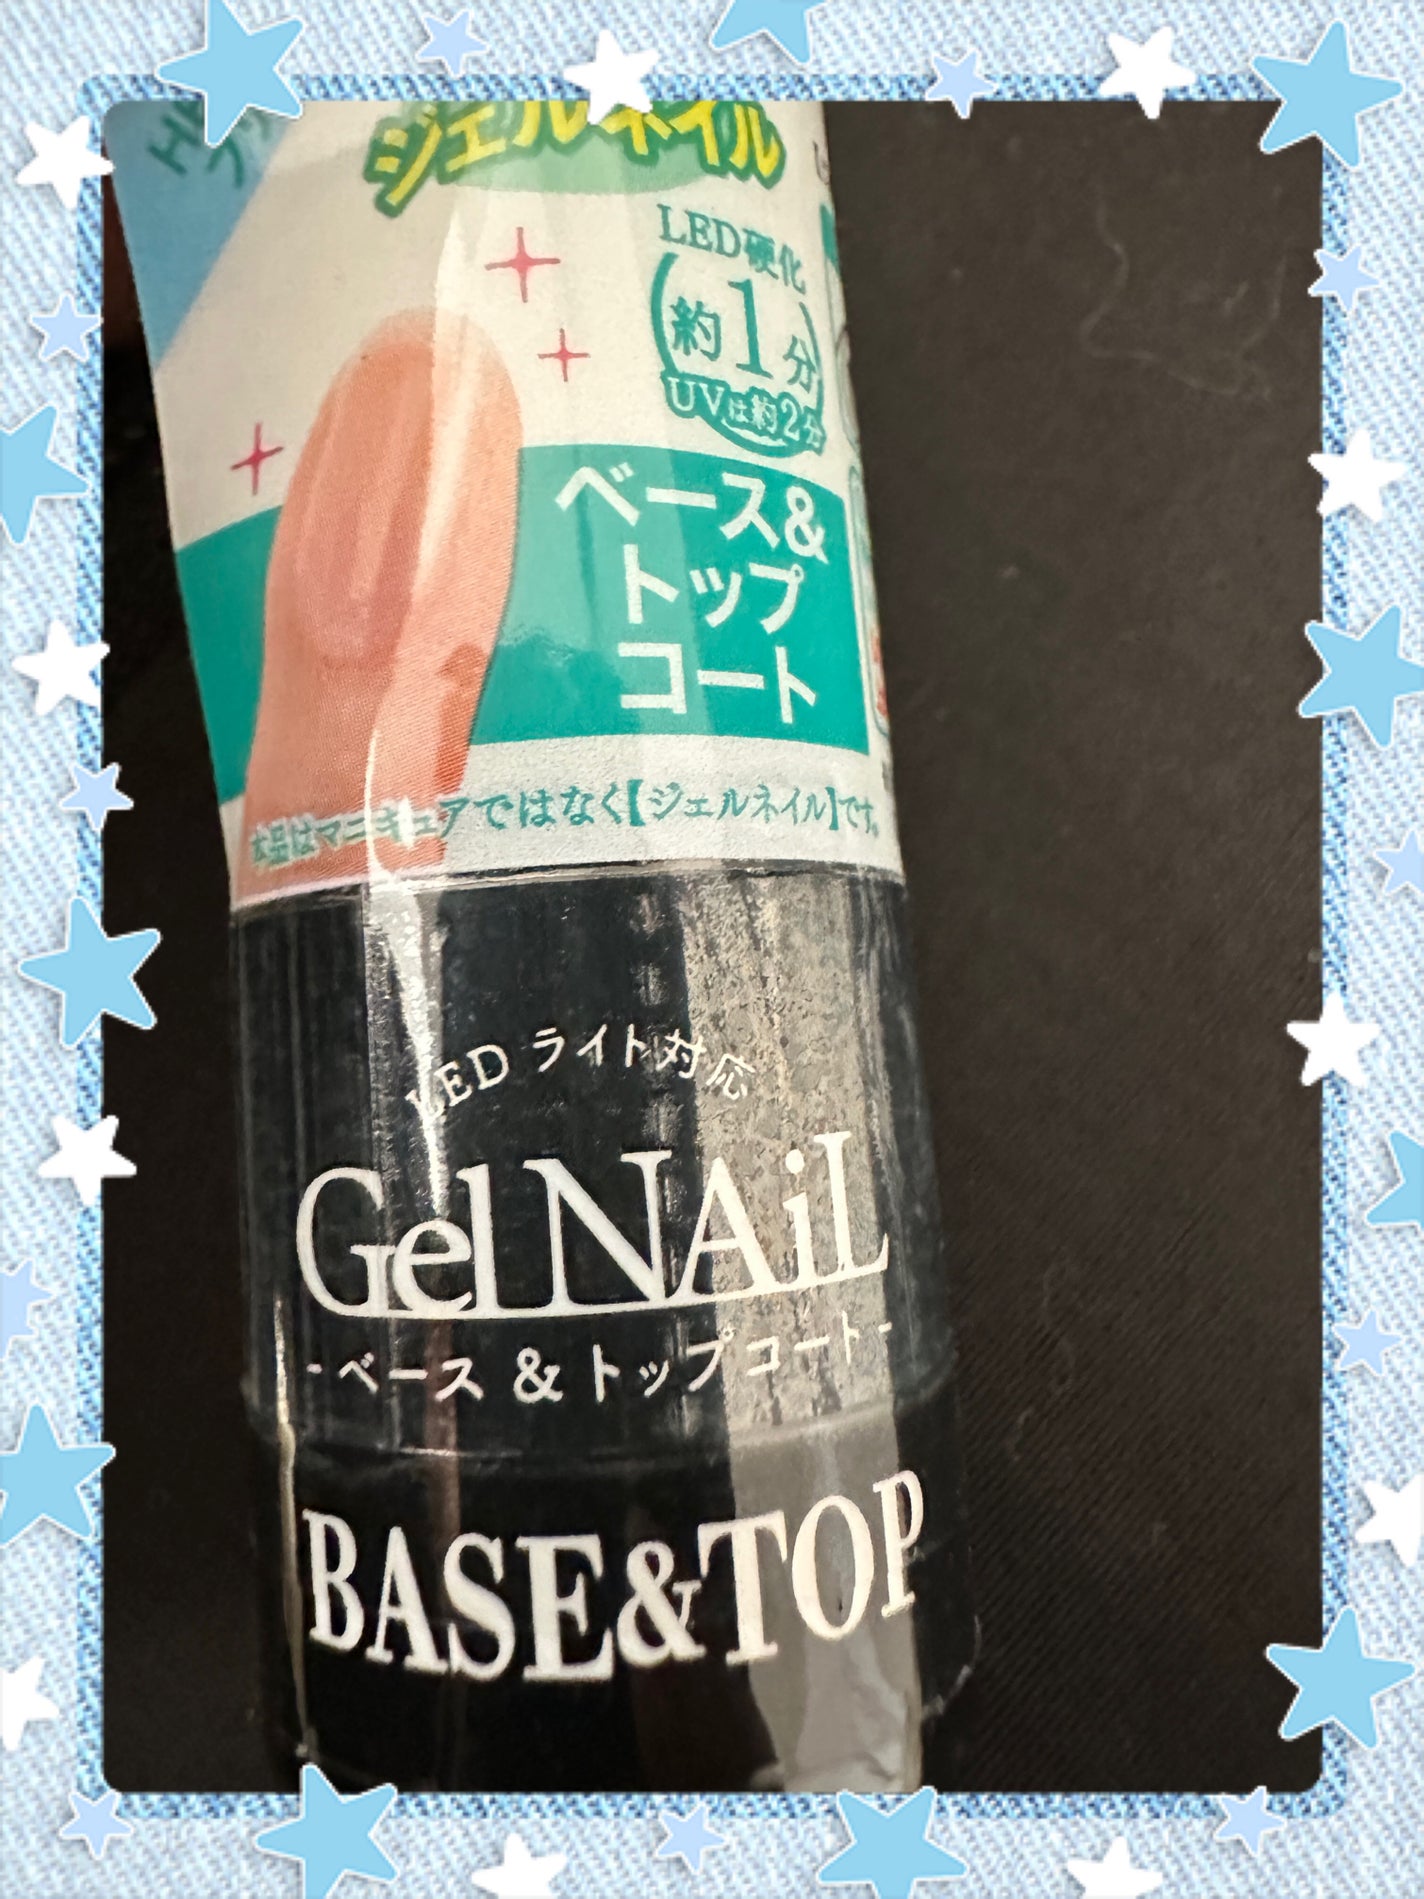 ジェルネイル
LED硬化
約1分
UVは約2分
ベース&
トップ
コート
本品はマニキュアではなく【ジェルネイル】です。
LED ライト対応
Gel NAiL
-ベース & トップコート-
BASE&TOP